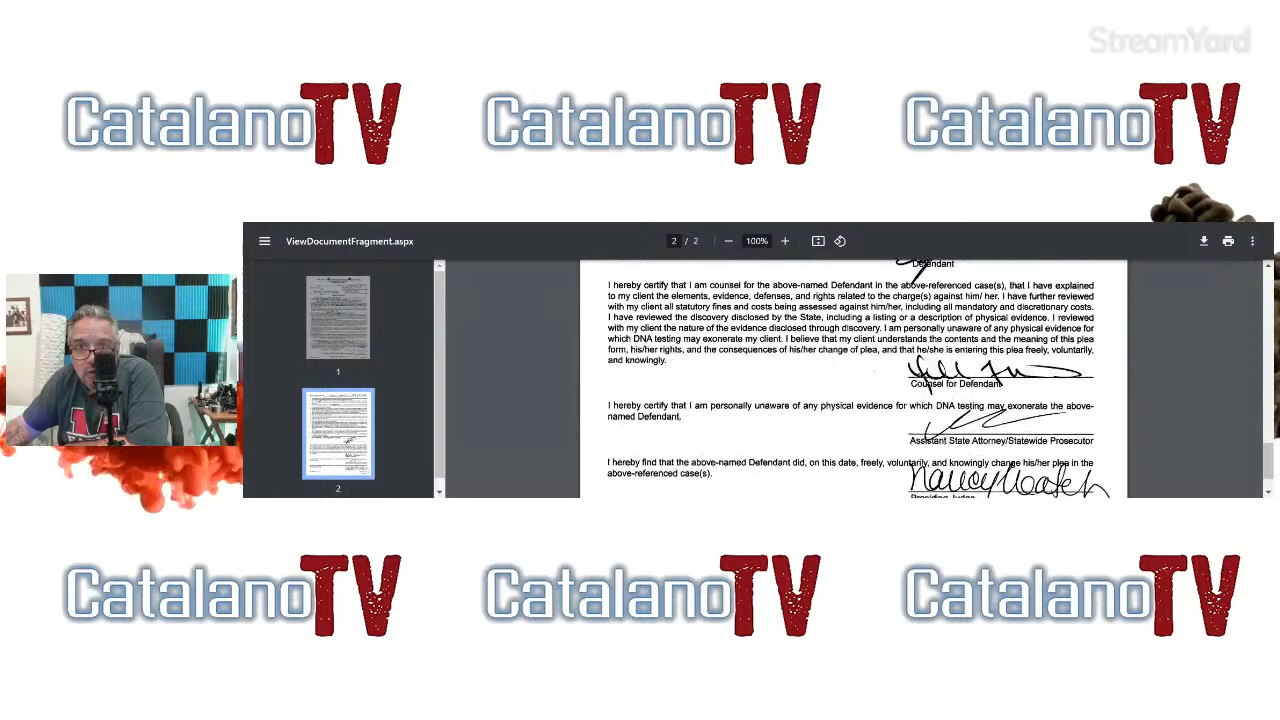 StreamYard
CatalanoTV CatalanoTV CatalanoTV
ViewDocumentFragment.aspx
2 / 2
100%
1
2
Defendant
I hereby certify that I am counsel for the above-named Defendant in the above-referenced case(s), that I have explained
to my client the elements, evidence, defenses, and rights related to the charge(s) against him/ her. I have further reviewed
with my client all statutory fines and costs being assessed against him/her, including all mandatory and discretionary costs.
I have reviewed the discovery disclosed by the State, including a listing or a description of physical evidence. I reviewed
with my client the nature of the evidence disclosed through discovery. I am personally unaware of any physical evidence for
which DNA testing may exonerate my client. I believe that my client understands the contents and the meaning of this plea
form, his/her rights, and the consequences of his/her change of plea, and that he/she is entering this plea freely, voluntarily,
and knowingly.
Counsel for Defendant
I hereby certify that I am personally unaware of any physical evidence for which DNA testing may exonerate the above-
named Defendant.
Assistant State Attorney/Statewide Prosecutor
I hereby find that the above-named Defendant did, on this date, freely, voluntarily, and knowingly change his/her plea in the
above-referenced case(s).
Nancy
Presiding Judge
CatalanoTV CatalanoTV CatalanoTV